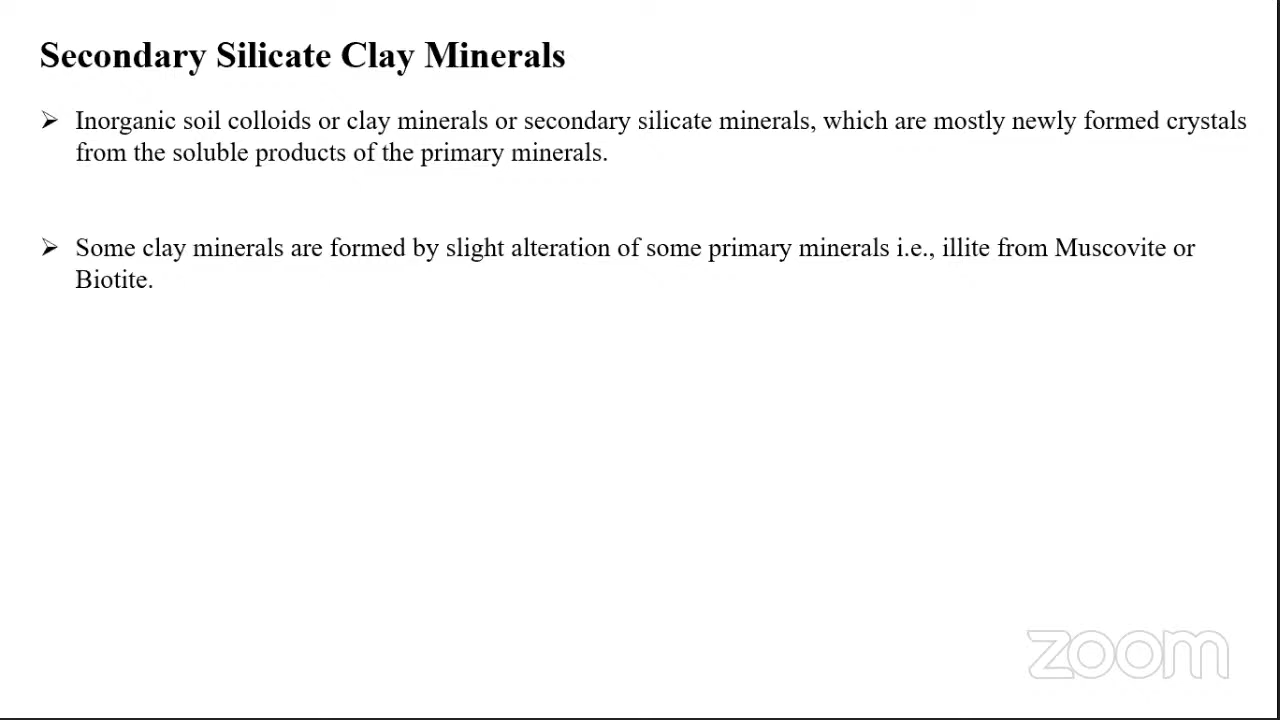 Secondary Silicate Clay Minerals
➢ Inorganic soil colloids or clay minerals or secondary silicate minerals, which are mostly newly formed crystals
from the soluble products of the primary minerals.
➢ Some clay minerals are formed by slight alteration of some primary minerals i.e., illite from Muscovite or
Biotite.
zoom